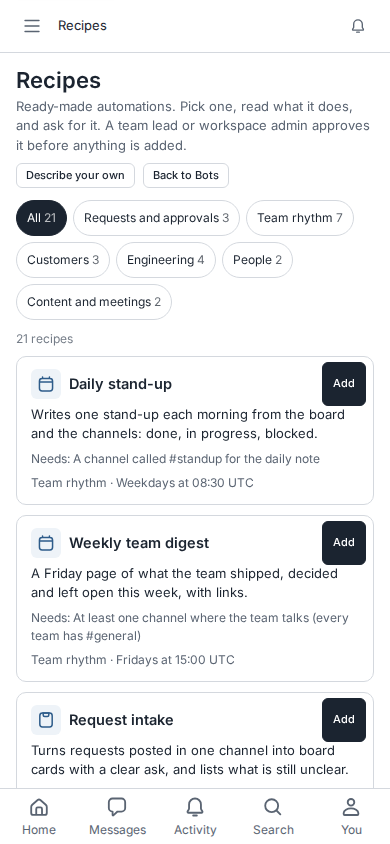 Recipes
Recipes
Ready-made automations. Pick one, read what it does,
and ask for it. A team lead or workspace admin approves
it before anything is added.
Describe your own
Back to Bots
All 21
Requests and approvals 3
Team rhythm 7
Customers 3
Engineering 4
People 2
Content and meetings 2
21 recipes
Daily stand-up
Add
Writes one stand-up each morning from the board
and the channels: done, in progress, blocked.
Needs: A channel called #standup for the daily note
Team rhythm · Weekdays at 08:30 UTC
Weekly team digest
Add
A Friday page of what the team shipped, decided
and left open this week, with links.
Needs: At least one channel where the team talks (every
team has #general)
Team rhythm · Fridays at 15:00 UTC
Request intake
Add
Turns requests posted in one channel into board
cards with a clear ask, and lists what is still unclear.
Home
Messages
Activity
Search
You